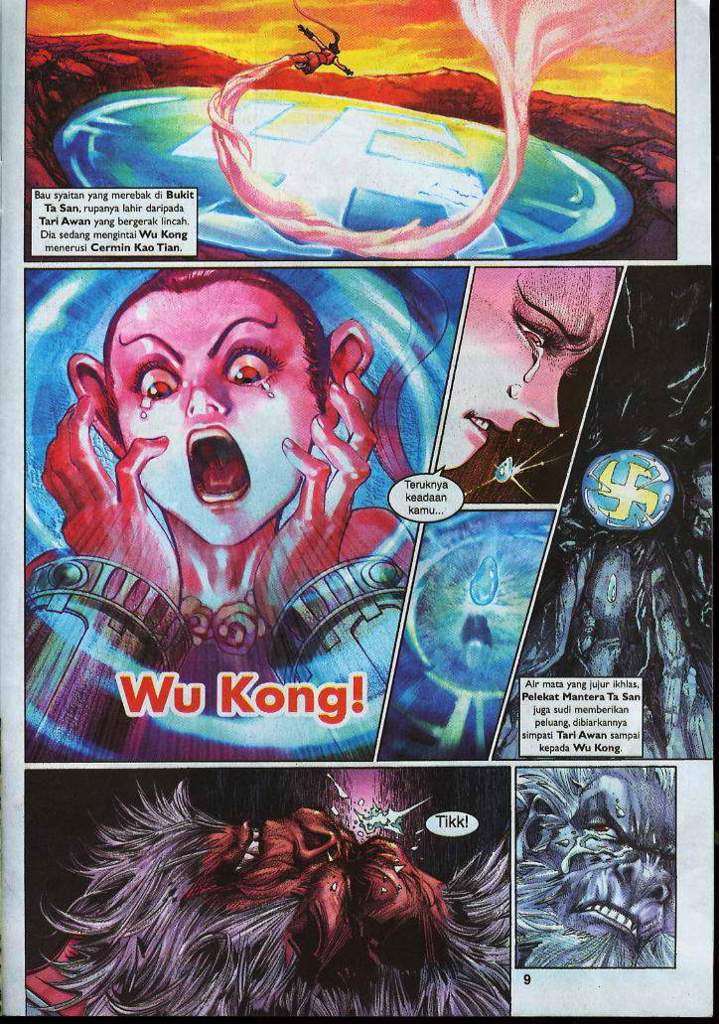 Bau syaitan yang merebak di Bukit
Ta San, rupanya lahir daripada
Tari Awan yang bergerak lincah.
Dia sedang mengintai Wu Kong
menerusi Cermin Kao Tian.
Wu Kong!
Teruknya
keadaan
kamu...
Air mata yang jujur ikhlas,
Pelekat Mantera Ta San
juga sudi memberikan
peluang, dibiarkannya
simpati Tari Awan sampai
kepada Wu Kong.
Tikk!
9